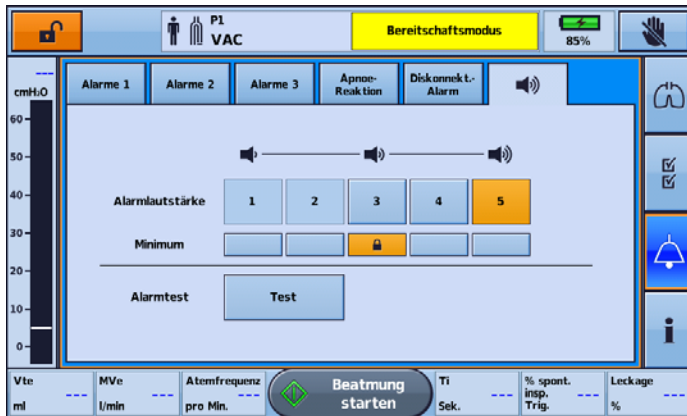 P1
VAC
Bereitschaftsmodus
85%
---
cmH₂O
Alarme 1
Alarme 2
Alarme 3
Apnoe-
Reaktion
Diskonnekt.-
Alarm
60
50
40
30
20
10
0
Alarmlautstärke
1
2
3
4
5
Minimum
Alarmtest
Test
Vte
---
ml
MVe
---
l/min
Atemfrequenz
---
pro Min.
Beatmung
starten
Ti
---
Sek.
% spont.
insp.
Trig.
---
Leckage
---
%